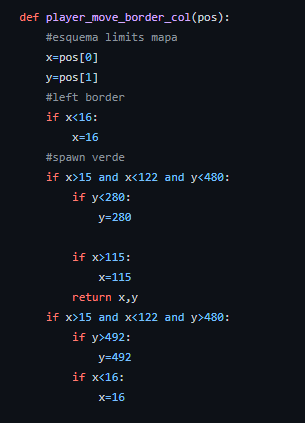 def player_move_border_col(pos):
    #esquema limits mapa
    x=pos[0]
    y=pos[1]
    #left border
    if x<16:
        x=16
    #spawn verde
    if x>15 and x<122 and y<480:
        if y<280:
            y=280

        if x>115:
            x=115
        return x,y
    if x>15 and x<122 and y>480:
        if y>492:
            y=492
        if x<16:
            x=16